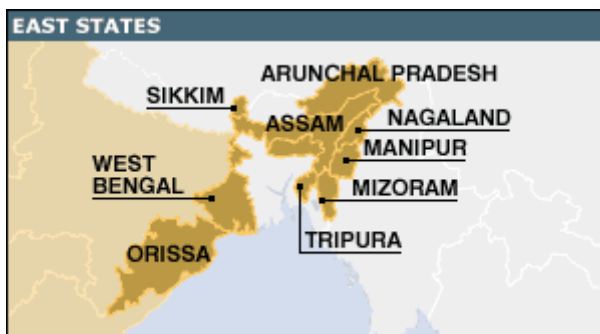 EAST STATES
ARUNCHAL PRADESH
SIKKIM
ASSAM
NAGALAND
MANIPUR
WEST
BENGAL
MIZORAM
ORISSA
TRIPURA